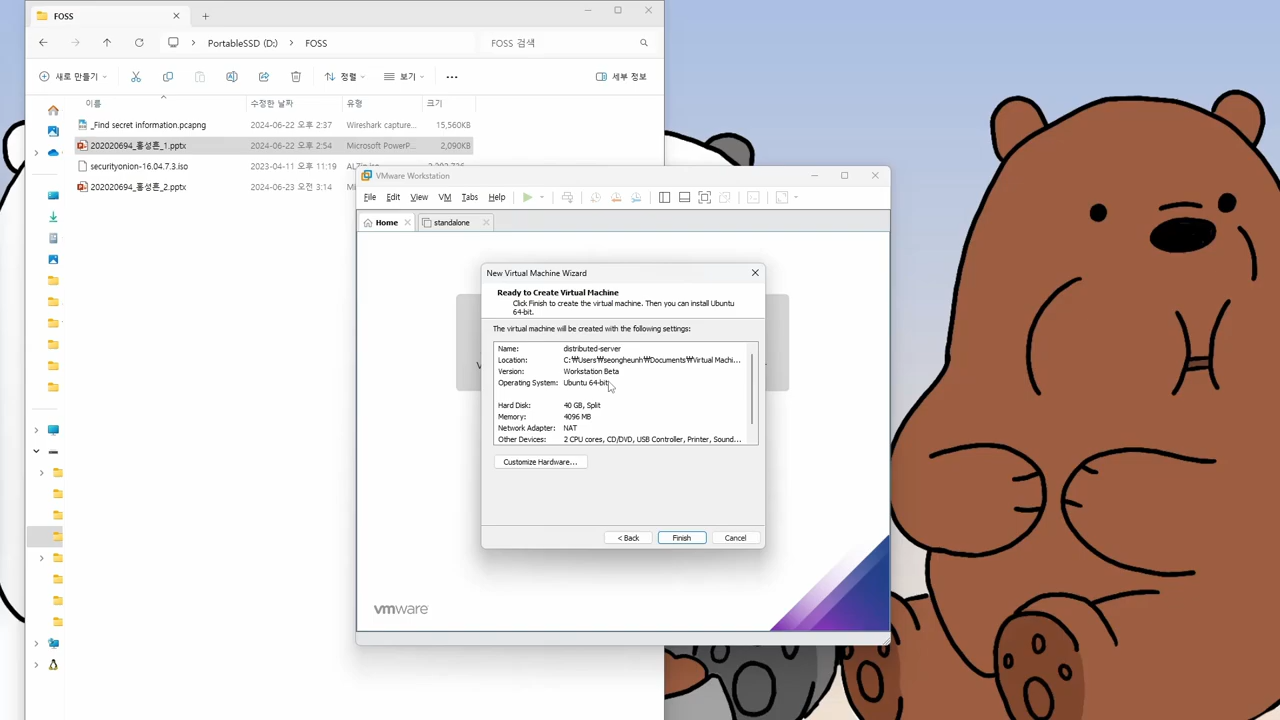 FOSS
PortableSSD (D:) > FOSS
FOSS 검색
새로 만들기
정렬
보기
세부 정보
이름 수정한 날짜 유형 크기
_Find secret information.pcapng 2024-06-22 오후 2:37 Wireshark capture... 15,560KB
202020694_홍성흔_1.pptx 2024-06-22 오후 2:54 Microsoft PowerP... 2,090KB
securityonion-16.04.7.3.iso 2023-04-11 오후 11:19
202020694_홍성흔_2.pptx 2024-06-23 오전 3:14
VMware Workstation
File Edit View VM Tabs Help
Home standalone
New Virtual Machine Wizard
Ready to Create Virtual Machine
Click Finish to create the virtual machine. Then you can install Ubuntu
64-bit.
The virtual machine will be created with the following settings:
Name: distributed-server
Location: C:₩Users₩seongheunh₩Documents₩Virtual Machi...
Version: Workstation Beta
Operating System: Ubuntu 64-bit
Hard Disk: 40 GB, Split
Memory: 4096 MB
Network Adapter: NAT
Other Devices: 2 CPU cores, CD/DVD, USB Controller, Printer, Sound...
Customize Hardware...
< Back Finish Cancel
vmware